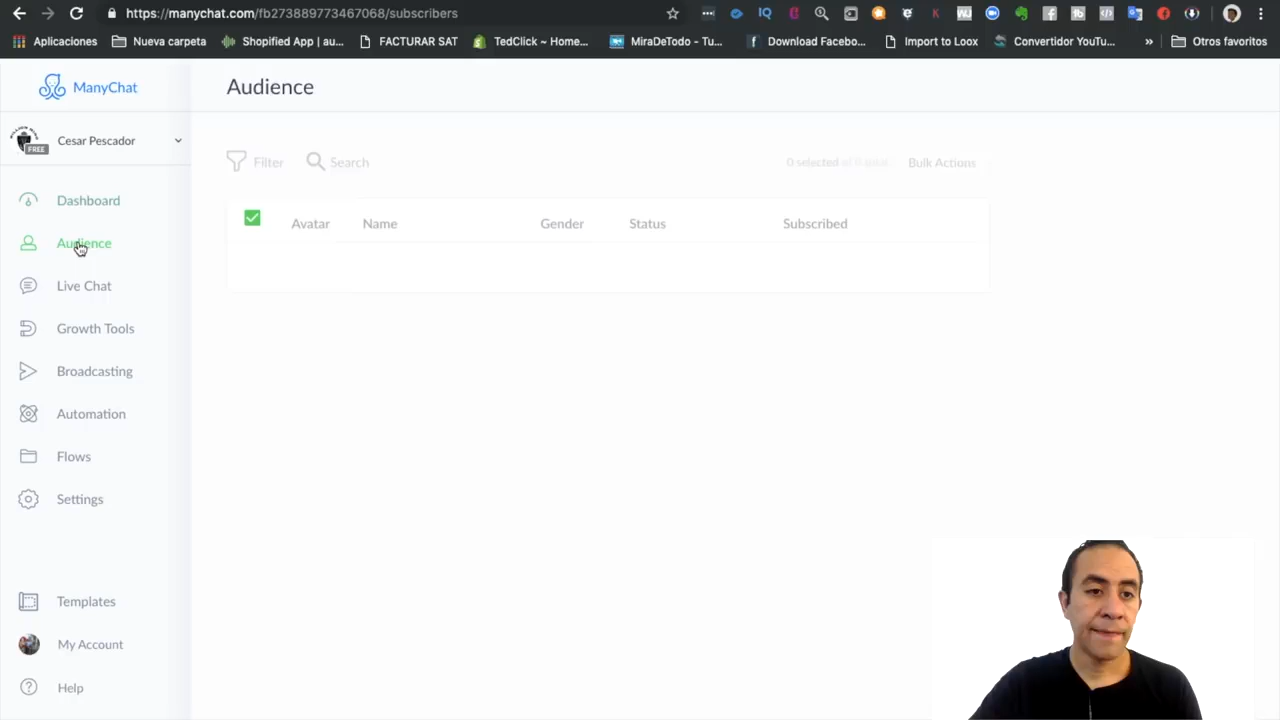 https://manychat.com/fb273889773467068/subscribers
Aplicaciones
Nueva carpeta
Shopified App | au...
FACTURAR SAT
TedClick ~ Home...
MiraDeTodo - Tu...
Download Facebo...
Import to Loox
Convertidor YouTu...
»
Otros favoritos
ManyChat
Audience
FREE
Cesar Pescador
Filter
Search
0 selected
Bulk Actions
Avatar
Name
Gender
Status
Subscribed
Dashboard
Audience
Live Chat
Growth Tools
Broadcasting
Automation
Flows
Settings
Templates
My Account
Help